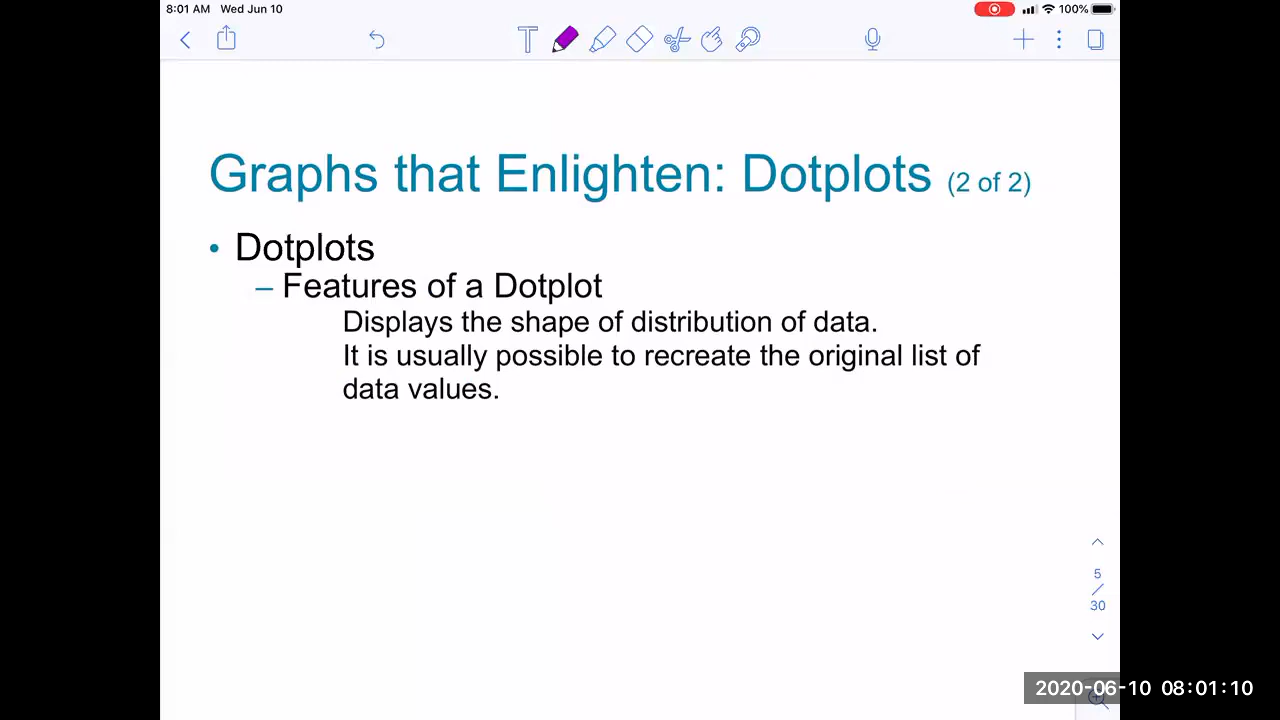 8:01 AM Wed Jun 10
100%
Graphs that Enlighten: Dotplots (2 of 2)
• Dotplots
– Features of a Dotplot
Displays the shape of distribution of data.
It is usually possible to recreate the original list of
data values.
5
/
30
2020-06-10 08:01:10